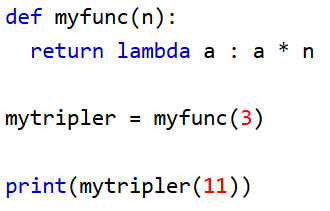 def myfunc(n):
  return lambda a : a * n

mytripler = myfunc(3)

print(mytripler(11))